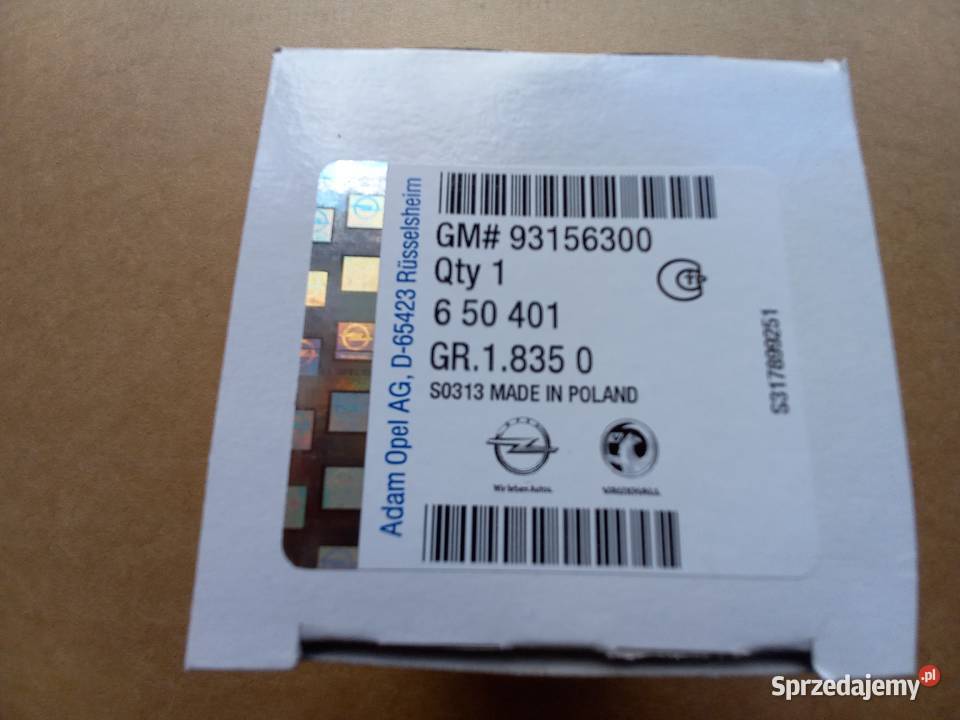 Adam Opel AG, D-65423 Rüsselsheim
GM# 93156300
Qty 1
6 50 401
GR.1.835 0
S0313 MADE IN POLAND
S317899251
Wir leben Autos.
VAUXHALL
Sprzedajemy.pl